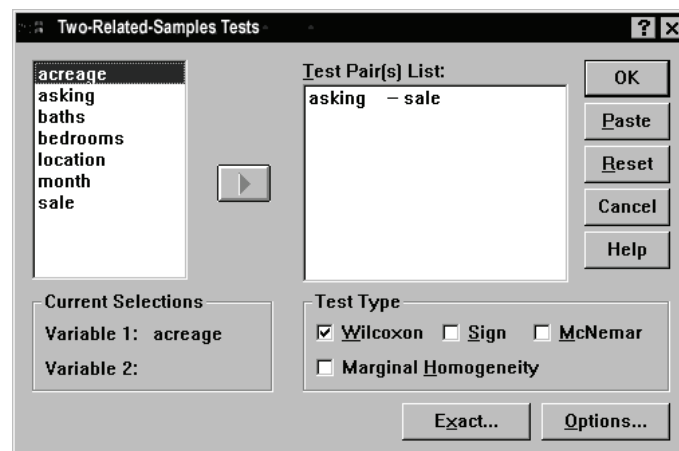 Two-Related-Samples Tests
acreage
asking
baths
bedrooms
location
month
sale
Test Pair(s) List:
asking – sale
OK
Paste
Reset
Cancel
Help
Current Selections
Variable 1: acreage
Variable 2:
Test Type
Wilcoxon Sign McNemar
Marginal Homogeneity
Exact... Options...